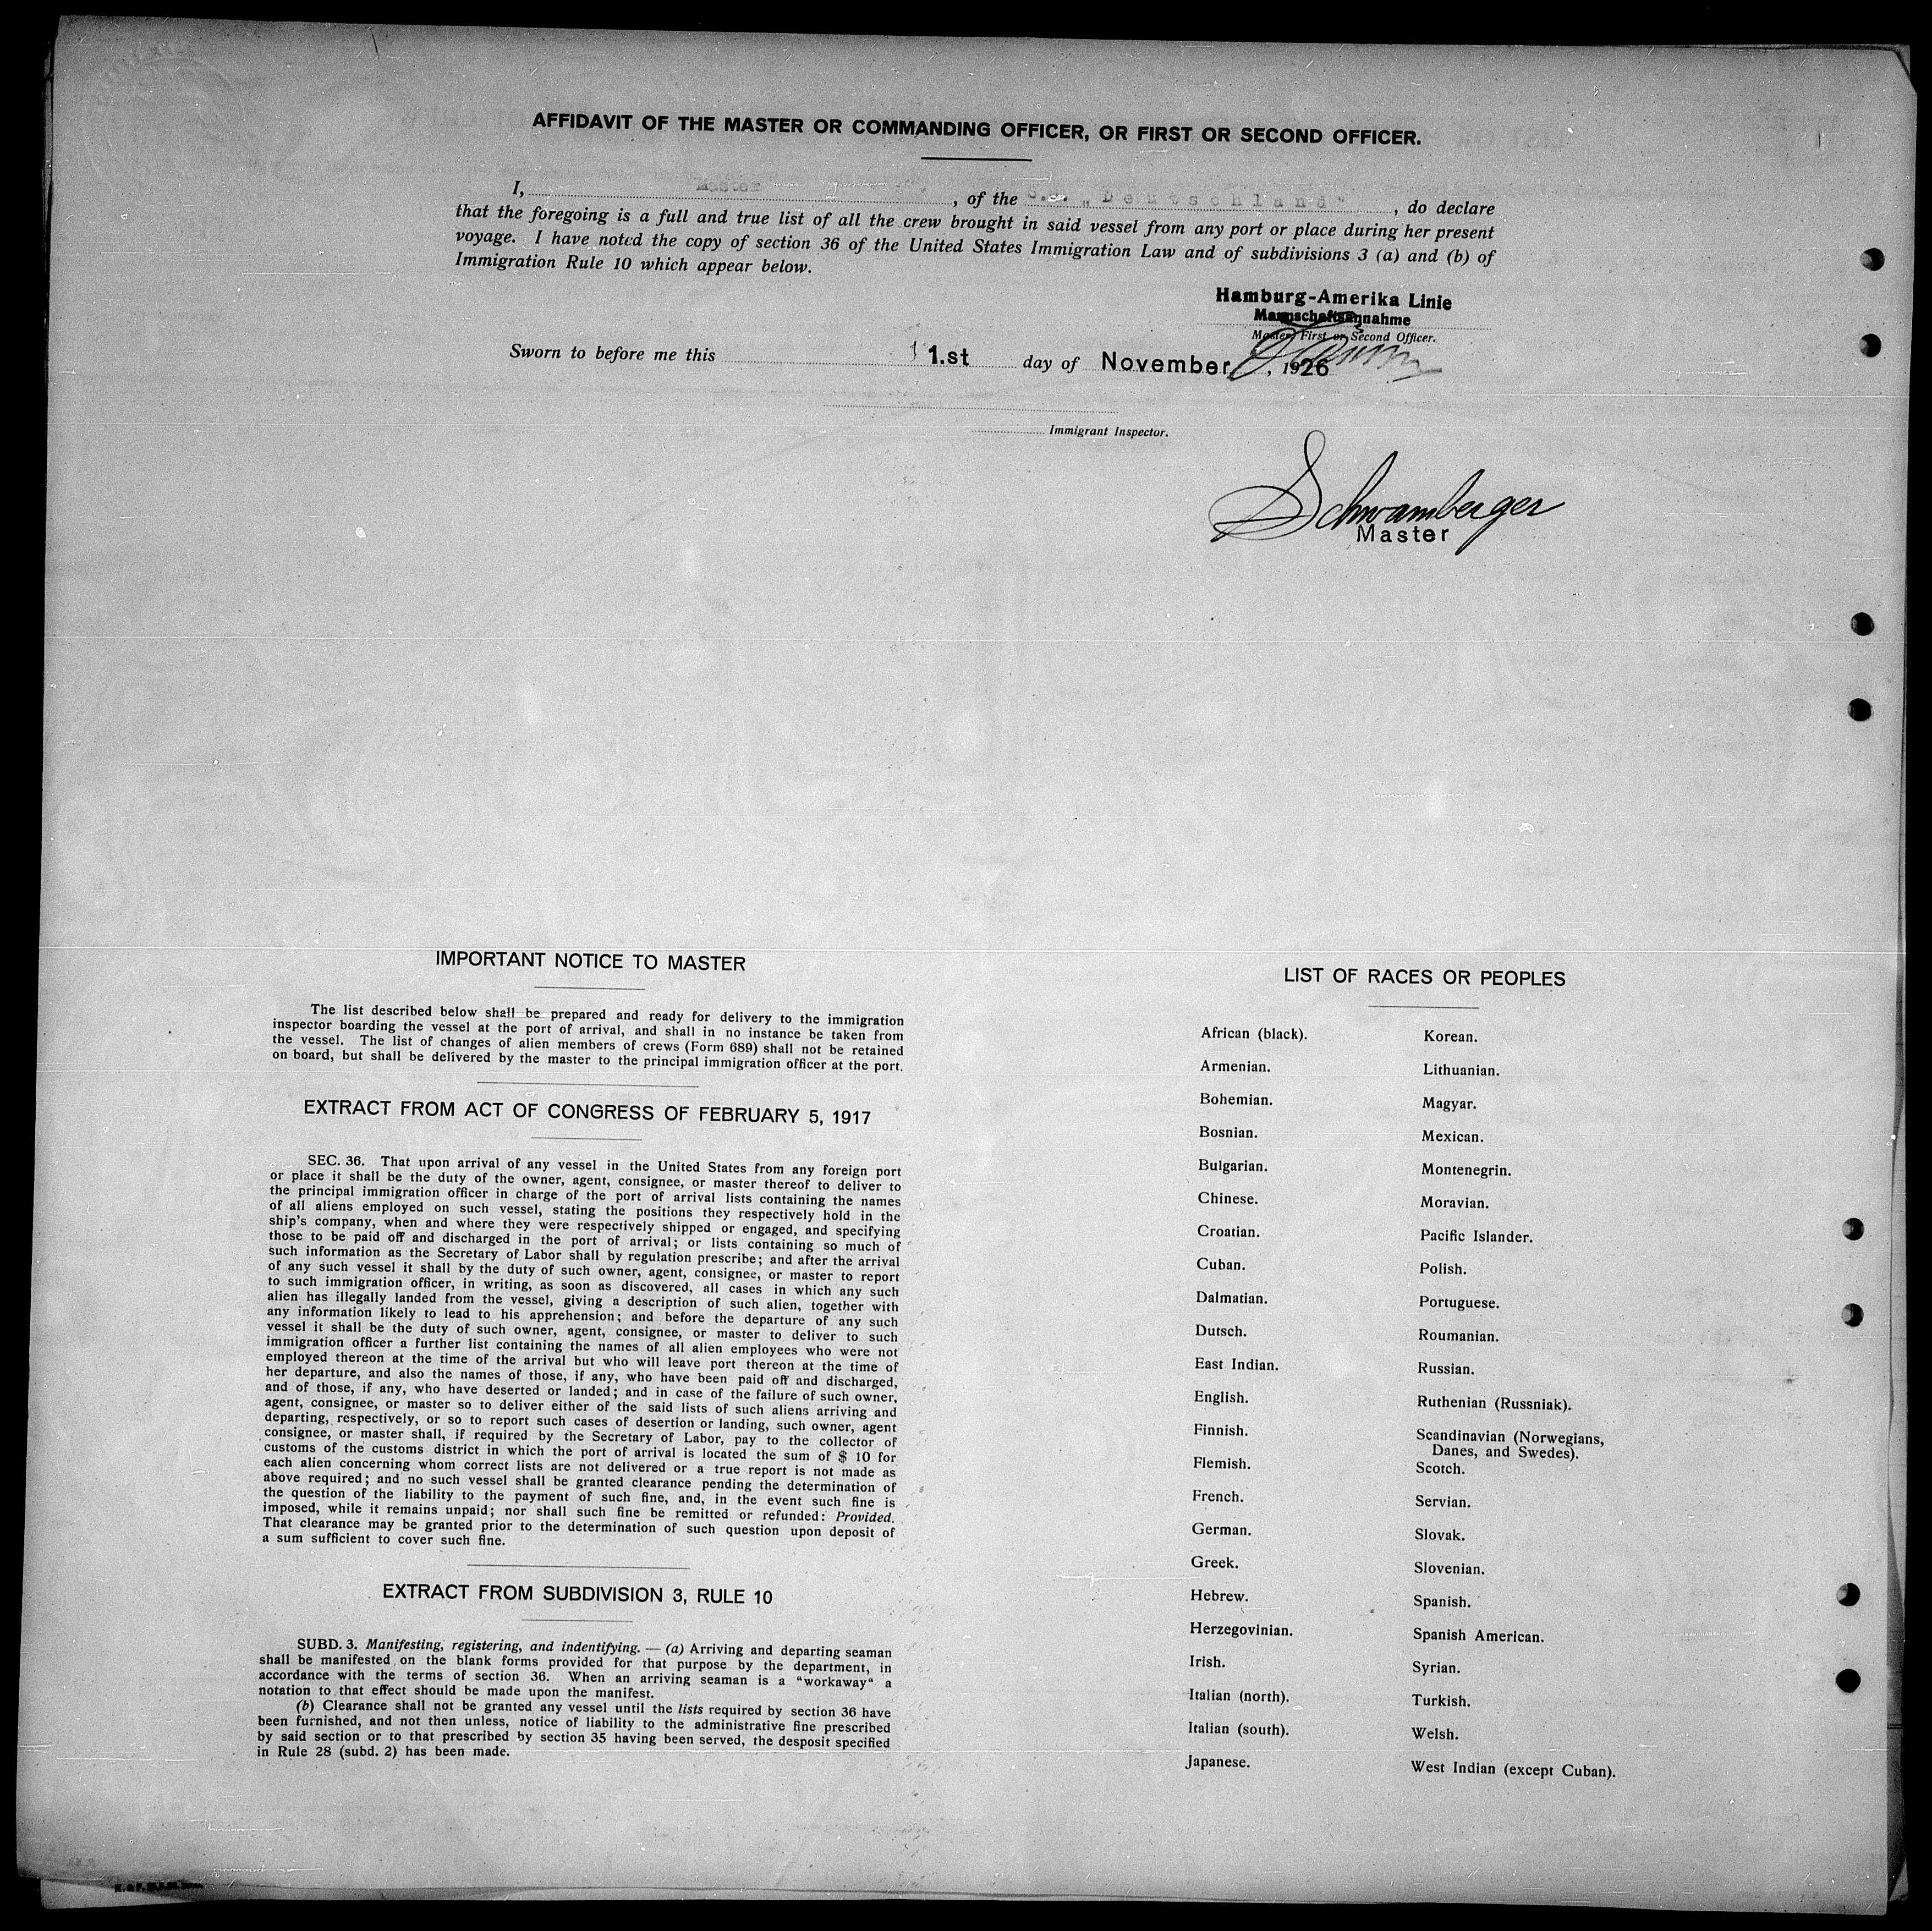 AFFIDAVIT OF THE MASTER OR COMMANDING OFFICER, OR FIRST OR SECOND OFFICER.
I, Master, of the S.S. „Deutschland", do declare
that the foregoing is a full and true list of all the crew brought in said vessel from any port or place during her present
voyage. I have noted the copy of section 36 of the United States Immigration Law and of subdivisions 3 (a) and (b) of
Immigration Rule 10 which appear below.
Hamburg-Amerika Linie
Mannschaftsannahme
Master, First or Second Officer.
Sworn to before me this 1.st day of November, 1926
Immigrant Inspector.
Schwamberger
Master
IMPORTANT NOTICE TO MASTER
The list described below shall be prepared and ready for delivery to the immigration
inspector boarding the vessel at the port of arrival, and shall in no instance be taken from
the vessel. The list of changes of alien members of crews (Form 689) shall not be retained
on board, but shall be delivered by the master to the principal immigration officer at the port.
EXTRACT FROM ACT OF CONGRESS OF FEBRUARY 5, 1917
SEC. 36. That upon arrival of any vessel in the United States from any foreign port
or place it shall be the duty of the owner, agent, consignee, or master thereof to deliver to
the principal immigration officer in charge of the port of arrival lists containing the names
of all aliens employed on such vessel, stating the positions they respectively hold in the
ship's company, when and where they were respectively shipped or engaged, and specifying
those to be paid off and discharged in the port of arrival; or lists containing so much of
such information as the Secretary of Labor shall by regulation prescribe; and after the arrival
of any such vessel it shall by the duty of such owner, agent, consignee, or master to report
to such immigration officer, in writing, as soon as discovered, all cases in which any such
alien has illegally landed from the vessel, giving a description of such alien, together with
any information likely to lead to his apprehension; and before the departure of any such
vessel it shall be the duty of such owner, agent, consignee, or master to deliver to such
immigration officer a further list containing the names of all alien employees who were not
employed thereon at the time of the arrival but who will leave port thereon at the time of
her departure, and also the names of those, if any, who have been paid off and discharged,
and of those, if any, who have deserted or landed; and in case of the failure of such owner,
agent, consignee, or master so to deliver either of the said lists of such aliens arriving and
departing, respectively, or so to report such cases of desertion or landing, such owner, agent
consignee, or master shall, if required by the Secretary of Labor, pay to the collector of
customs of the customs district in which the port of arrival is located the sum of $ 10 for
each alien concerning whom correct lists are not delivered or a true report is not made as
above required; and no such vessel shall be granted clearance pending the determination of
the question of the liability to the payment of such fine, and, in the event such fine is
imposed, while it remains unpaid; nor shall such fine be remitted or refunded: Provided.
That clearance may be granted prior to the determination of such question upon deposit of
a sum sufficient to cover such fine.
EXTRACT FROM SUBDIVISION 3, RULE 10
SUBD. 3. Manifesting, registering, and indentifying. — (a) Arriving and departing seaman
shall be manifested on the blank forms provided for that purpose by the department, in
accordance with the terms of section 36. When an arriving seaman is a "workaway" a
notation to that effect should be made upon the manifest.
(b) Clearance shall not be granted any vessel until the lists required by section 36 have
been furnished, and not then unless, notice of liability to the administrative fine prescribed
by said section or to that prescribed by section 35 having been served, the desposit specified
in Rule 28 (subd. 2) has been made.
LIST OF RACES OR PEOPLES
African (black).
Armenian.
Bohemian.
Bosnian.
Bulgarian.
Chinese.
Croatian.
Cuban.
Dalmatian.
Dutsch.
East Indian.
English.
Finnish.
Flemish.
French.
German.
Greek.
Hebrew.
Herzegovinian.
Irish.
Italian (north).
Italian (south).
Japanese.
Korean.
Lithuanian.
Magyar.
Mexican.
Montenegrin.
Moravian.
Pacific Islander.
Polish.
Portuguese.
Roumanian.
Russian.
Ruthenian (Russniak).
Scandinavian (Norwegians,
Danes, and Swedes).
Scotch.
Servian.
Slovak.
Slovenian.
Spanish.
Spanish American.
Syrian.
Turkish.
Welsh.
West Indian (except Cuban).